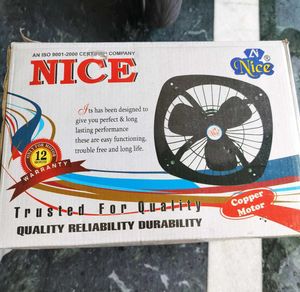 AN ISO 9001-2000 CERTIFIED COMPANY
NICE
Nice
®
Its has been designed to
give you perfect & long
lasting performance
these are easy functioning,
trouble free and long life.
12
WARRANTY
Trusted For Quality
QUALITY RELIABILITY DURABILITY
Copper
Motor